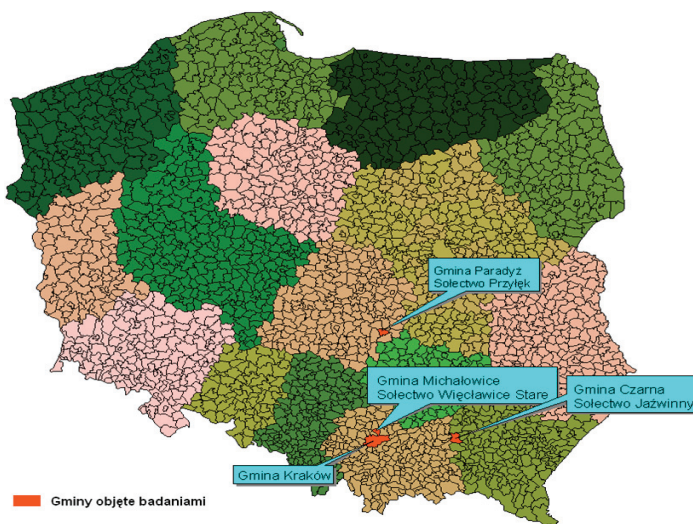 Gmina Paradyż
Sołectwo Przyłęk
Gmina Michałowice
Sołectwo Więcławice Stare
Gmina Czarna
Sołectwo Jaźwinny
Gmina Kraków
Gminy objęte badaniami